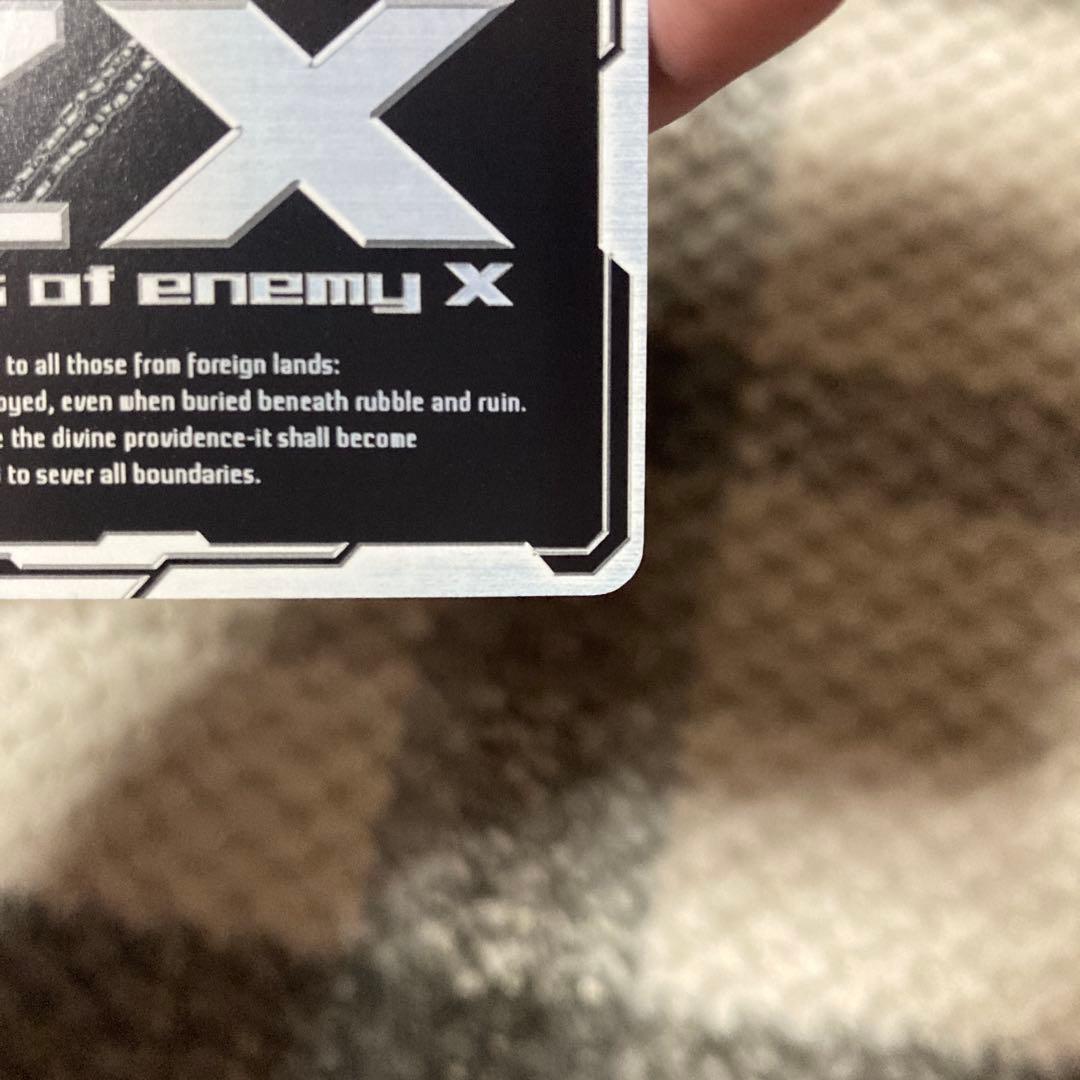 X
of enemy X
to all those from foreign lands:
even when buried beneath rubble and ruin.
the divine providence-it shall become
to sever all boundaries.